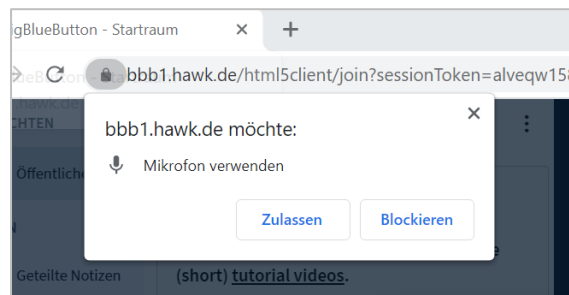 igBlueButton - Startraum
bbb1.hawk.de/html5client/join?sessionToken=alveqw15
CHTEN
bbb1.hawk.de möchte:
Mikrofon verwenden
Öffentliche
Zulassen
Blockieren
Geteilte Notizen
(short) tutorial videos.